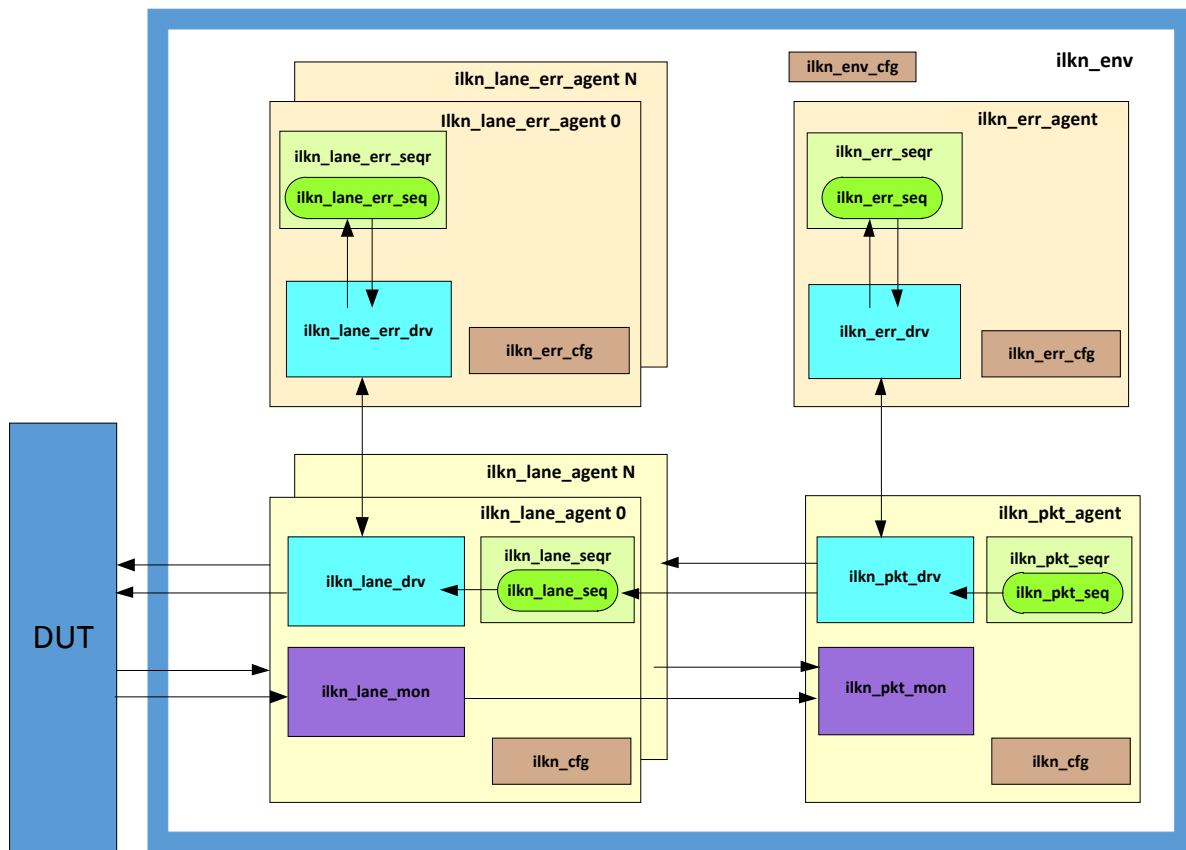 ilkn_env_cfg
ilkn_env
ilkn_lane_err_agent N
Ilkn_lane_err_agent 0
ilkn_lane_err_seqr
ilkn_lane_err_seq
ilkn_lane_err_drv
ilkn_err_cfg
ilkn_err_agent
ilkn_err_seqr
ilkn_err_seq
ilkn_err_drv
ilkn_err_cfg
DUT
ilkn_lane_agent N
ilkn_lane_agent 0
ilkn_lane_drv
ilkn_lane_seqr
ilkn_lane_seq
ilkn_lane_mon
ilkn_cfg
ilkn_pkt_agent
ilkn_pkt_drv
ilkn_pkt_seqr
ilkn_pkt_seq
ilkn_pkt_mon
ilkn_cfg